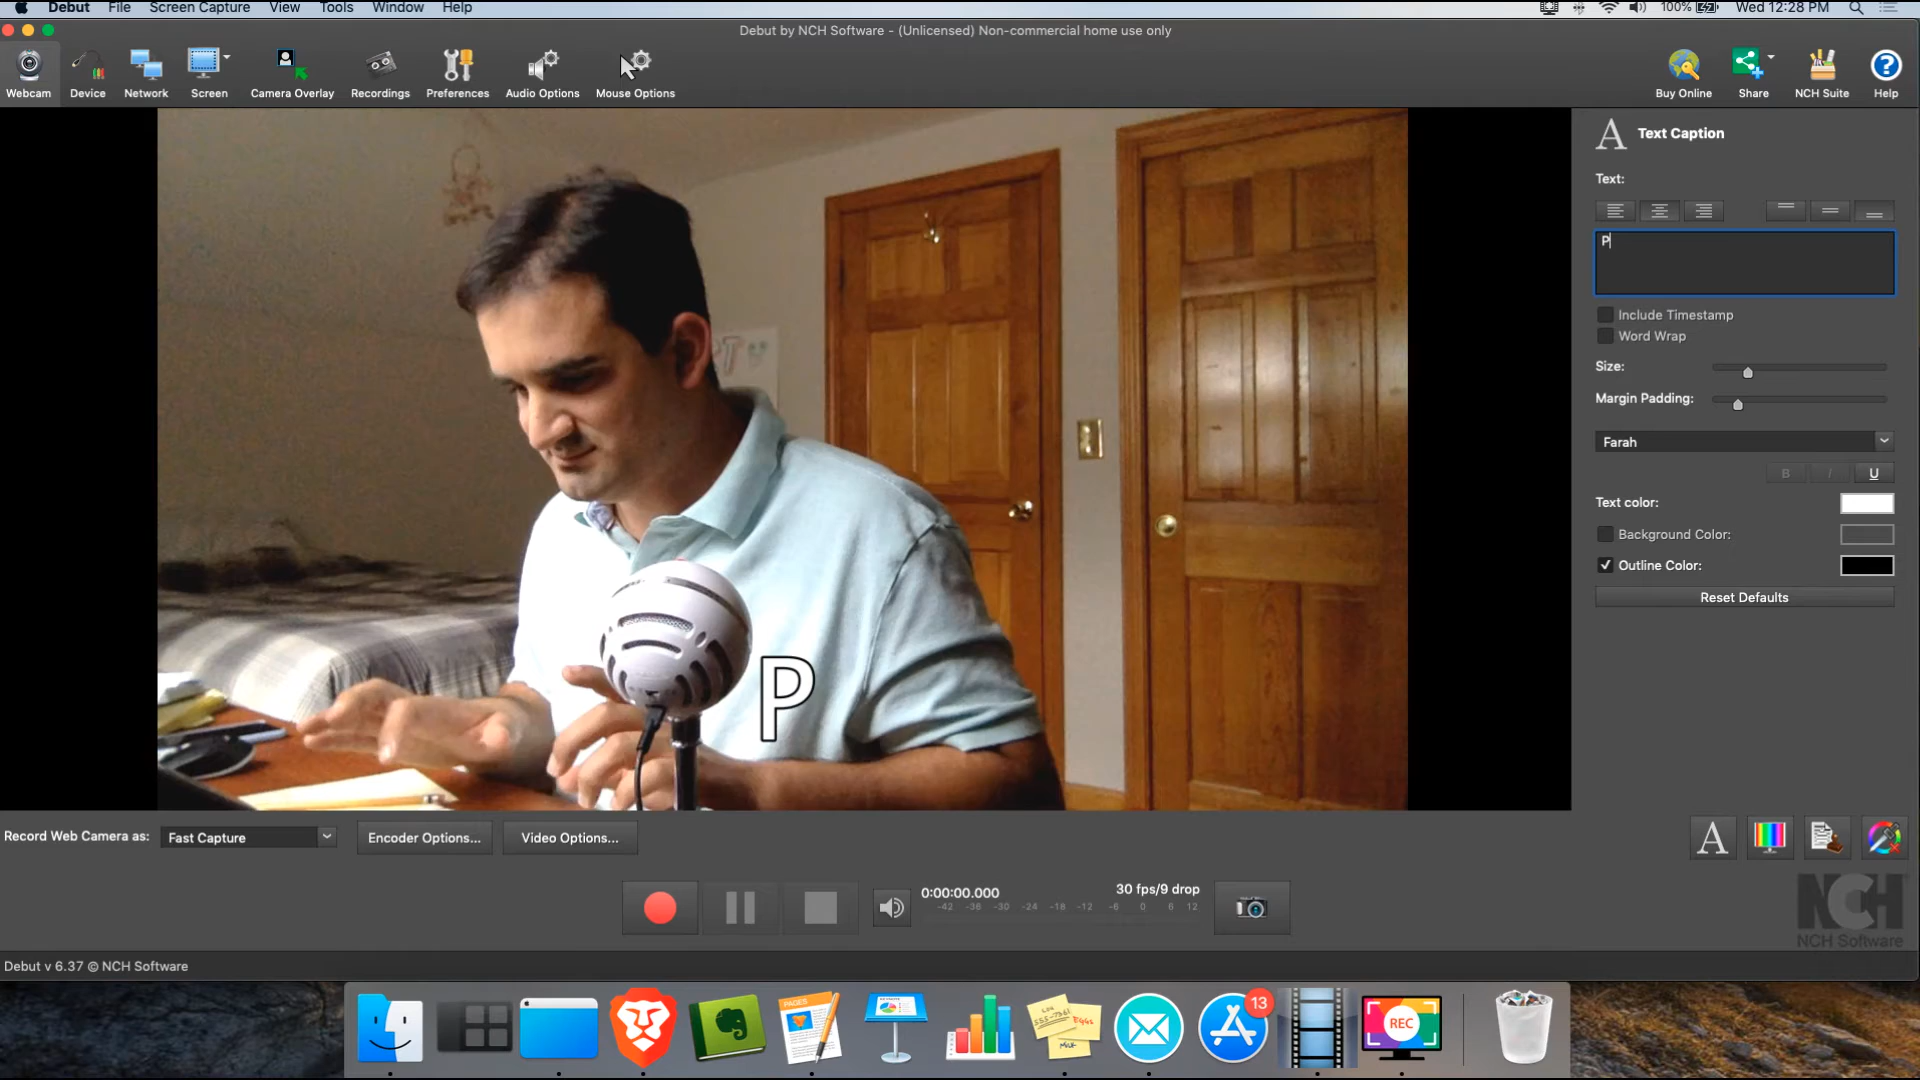 Debut File Screen Capture View Tools Window Help 100% Wed 12:28 PM
Debut by NCH Software - (Unlicensed) Non-commercial home use only
Webcam Device Network Screen Camera Overlay Recordings Preferences Audio Options Mouse Options Buy Online Share NCH Suite Help
A Text Caption
Text:
P
Include Timestamp
Word Wrap
Size:
Margin Padding:
Farah
B I U
Text color:
Background Color:
Outline Color:
Reset Defaults
P
Record Web Camera as: Fast Capture Encoder Options... Video Options... A
0:00:00.000 30 fps/9 drop
-42 -36 -30 -24 -18 -12 -6 0 6 12
NCH
NCH Software
Debut v 6.37 © NCH Software
PAGES
KEYNOTE
EGGS
MILK
13
REC